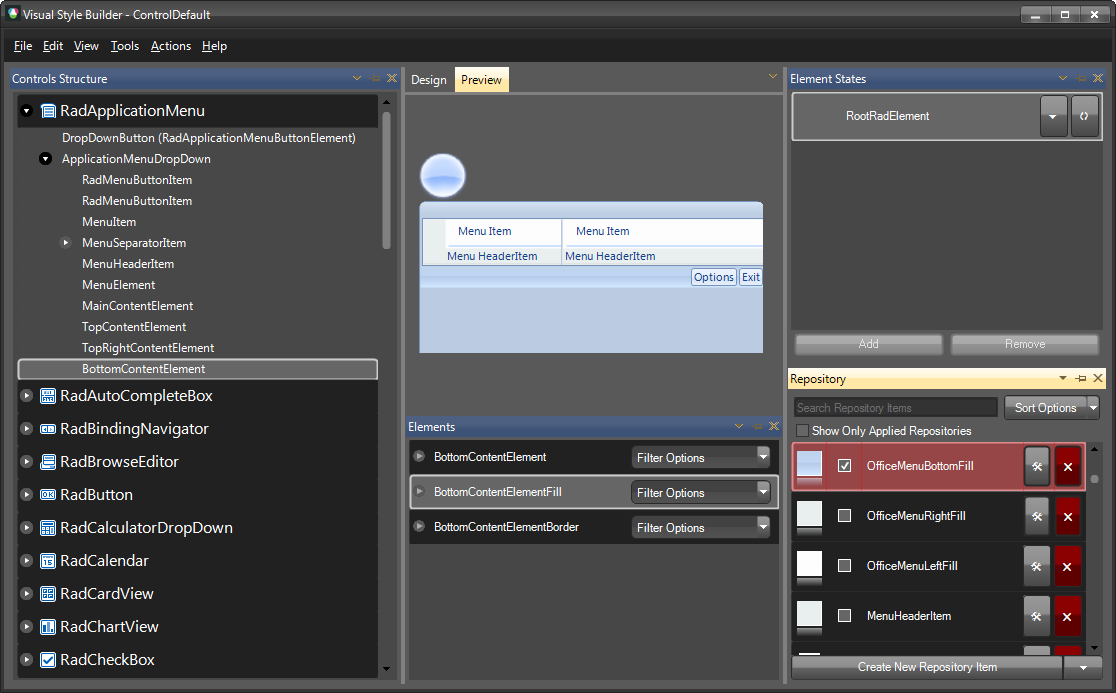 Visual Style Builder - ControlDefault
File Edit View Tools Actions Help
Controls Structure
RadApplicationMenu
DropDownButton (RadApplicationMenuButtonElement)
ApplicationMenuDropDown
RadMenuButtonItem
RadMenuButtonItem
MenuItem
MenuSeparatorItem
MenuHeaderItem
MenuElement
MainContentElement
TopContentElement
TopRightContentElement
BottomContentElement
RadAutoCompleteBox
RadBindingNavigator
RadBrowseEditor
RadButton
RadCalculatorDropDown
RadCalendar
RadCardView
RadChartView
RadCheckBox
Design Preview
Menu Item Menu Item
Menu HeaderItem Menu HeaderItem
Options Exit
Elements
BottomContentElement Filter Options
BottomContentElementFill Filter Options
BottomContentElementBorder Filter Options
Element States
RootRadElement
Add Remove
Repository
Search Repository Items Sort Options
Show Only Applied Repositories
OfficeMenuBottomFill
OfficeMenuRightFill
OfficeMenuLeftFill
MenuHeaderItem
Create New Repository Item